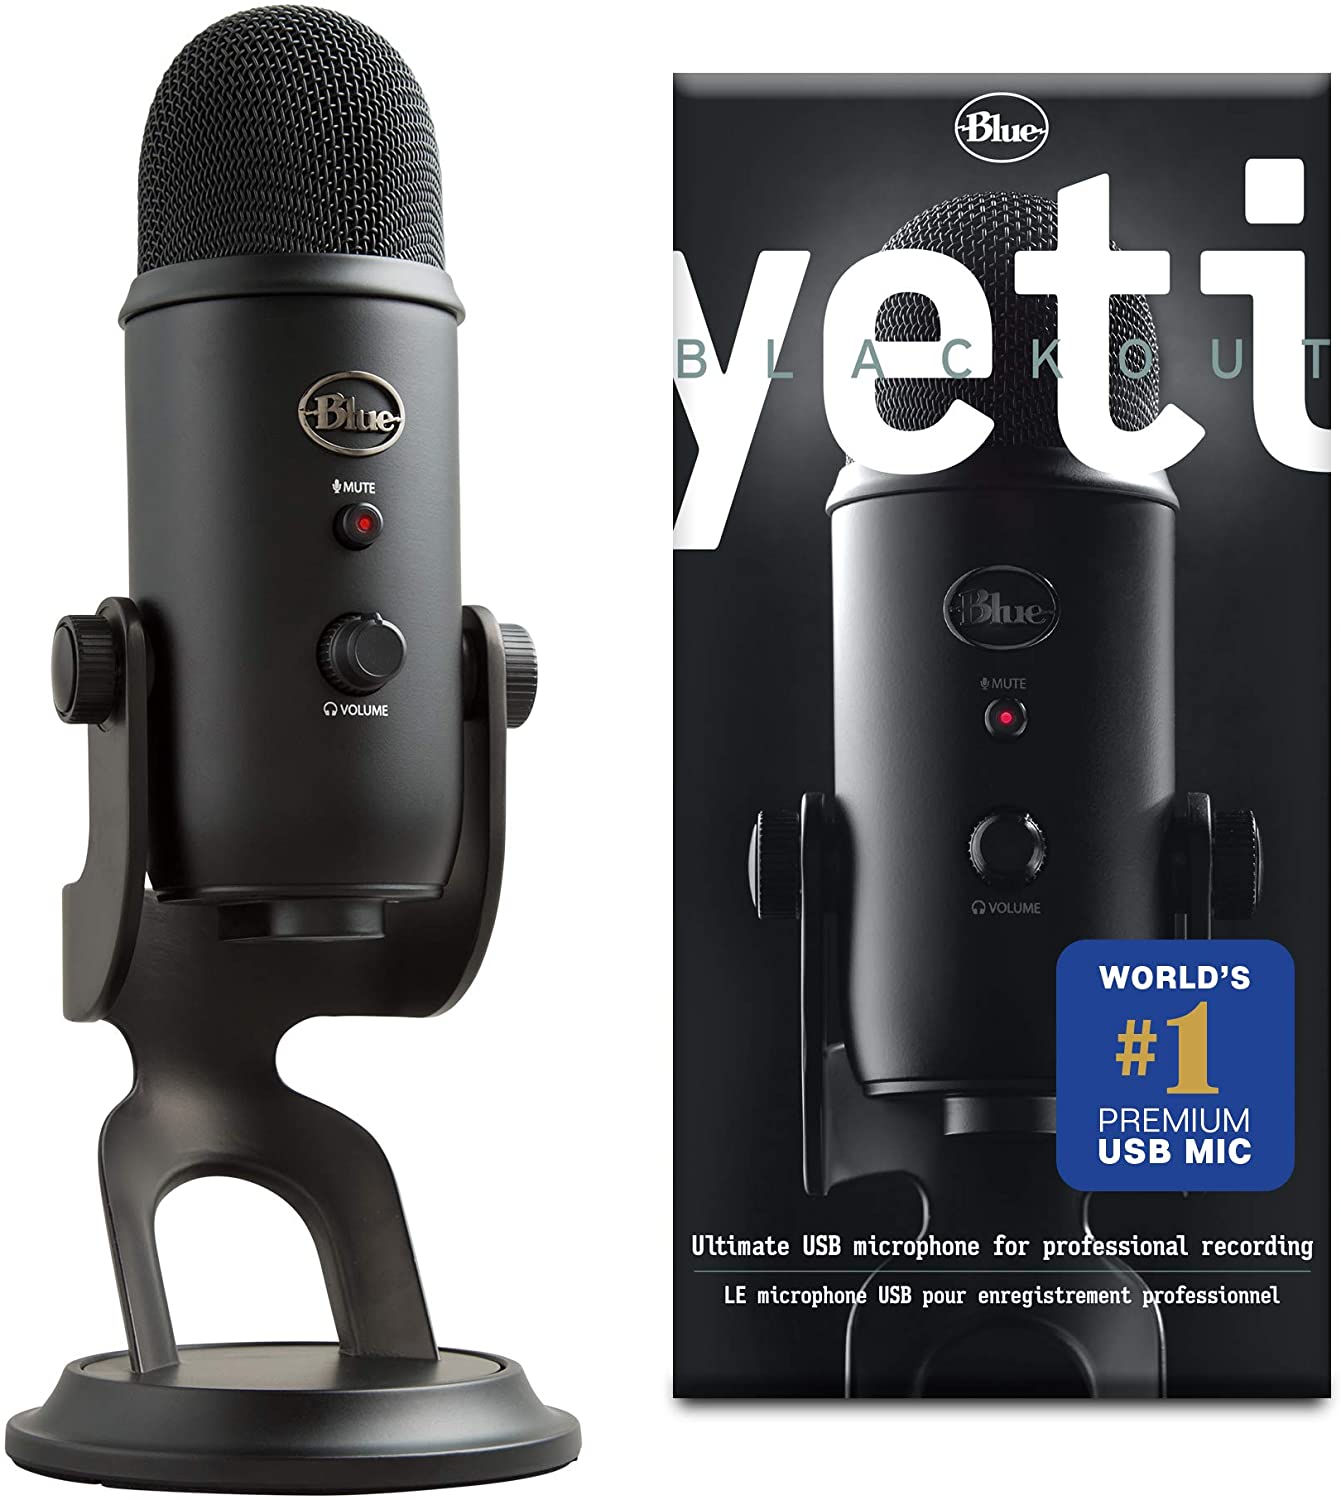 Blue
MUTE
VOLUME
Blue
yeti
BLACKOUT
Blue
MUTE
VOLUME
WORLD'S
#1
PREMIUM
USB MIC
Ultimate USB microphone for professional recording
LE microphone USB pour enregistrement professionnel